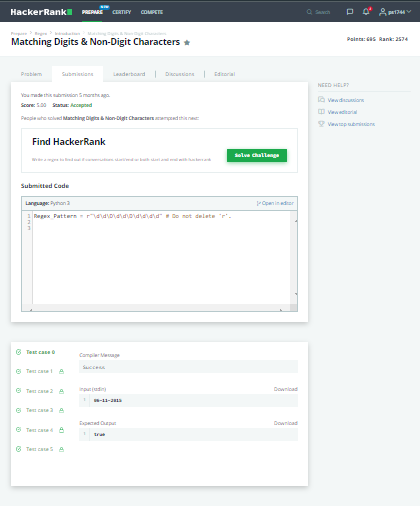 HackerRank
PREPARE
CERTIFY
COMPETE
Search
Prepare > Regex > Introduction > Matching Digits & Non-Digit Characters
Matching Digits & Non-Digit Characters
Points: 695 Rank: 2574
Problem
Submissions
Leaderboard
Discussions
Editorial
You made this submission 5 months ago.
Score: 5.00 Status: Accepted
People who solved Matching Digits & Non-Digit Characters attempted this next:
Find HackerRank
Write a regex to find out if conversations start/end or both start and end with hackerrank
Solve Challenge
NEED HELP?
View discussions
View editorial
View top submissions
Submitted Code
Language: Python 3
Open in editor
1 Regex_Pattern = r"\d\d\D\d\d\D\d\d\d\d" # Do not delete 'r'.
2
3
Test case 0
Test case 1
Test case 2
Test case 3
Test case 4
Test case 5
Compiler Message
Success
Input (stdin)
Download
1 06-11-2015
Expected Output
Download
1 true